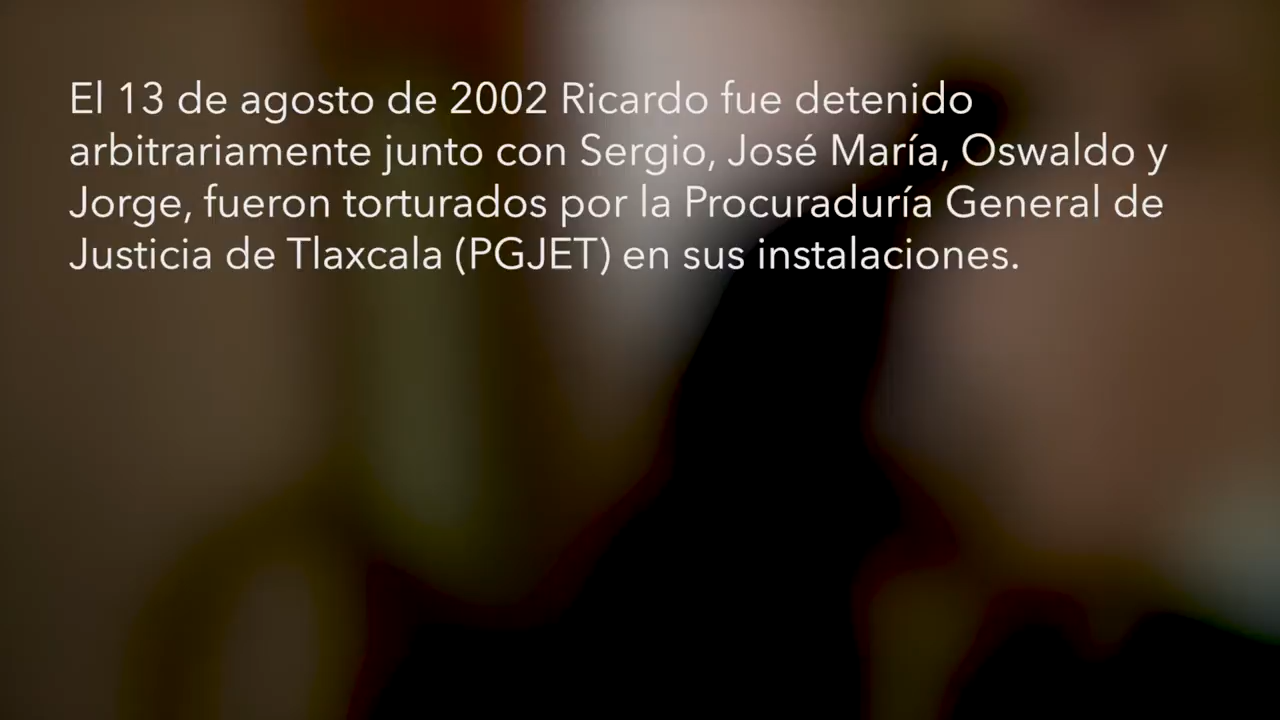 El 13 de agosto de 2002 Ricardo fue detenido
arbitrariamente junto con Sergio, José María, Oswaldo y
Jorge, fueron torturados por la Procuraduría General de
Justicia de Tlaxcala (PGJET) en sus instalaciones.